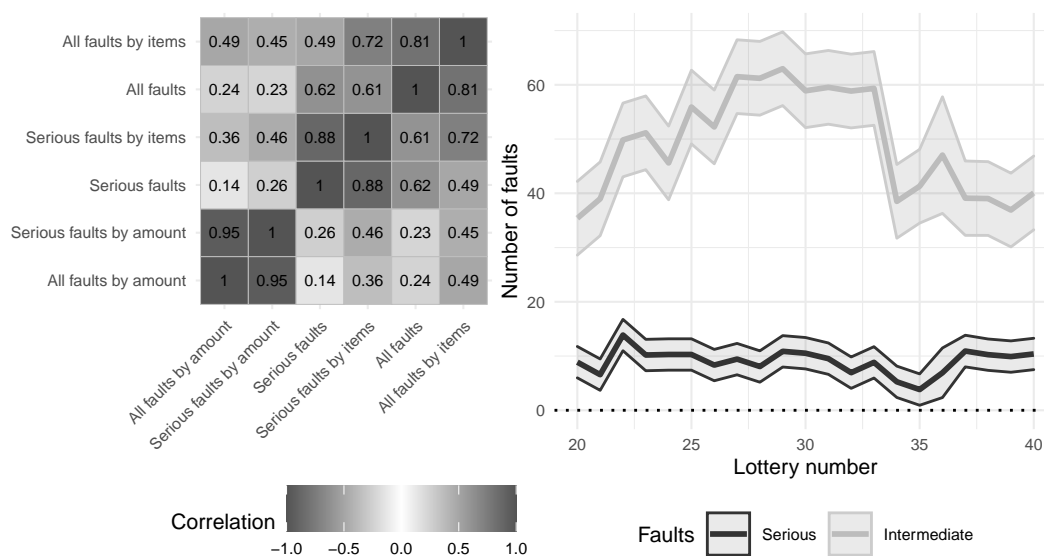 All faults by items 0.49 0.45 0.49 0.72 0.81 1
All faults 0.24 0.23 0.62 0.61 1 0.81
Serious faults by items 0.36 0.46 0.88 1 0.61 0.72
Serious faults 0.14 0.26 1 0.88 0.62 0.49
Serious faults by amount 0.95 1 0.26 0.46 0.23 0.45
All faults by amount 1 0.95 0.14 0.36 0.24 0.49
All faults by amount
Serious faults by amount
Serious faults
Serious faults by items
All faults
All faults by items
Correlation
−1.0 −0.5 0.0 0.5 1.0
Number of faults
60
40
20
0
20 25 30 35 40
Lottery number
Faults Serious Intermediate